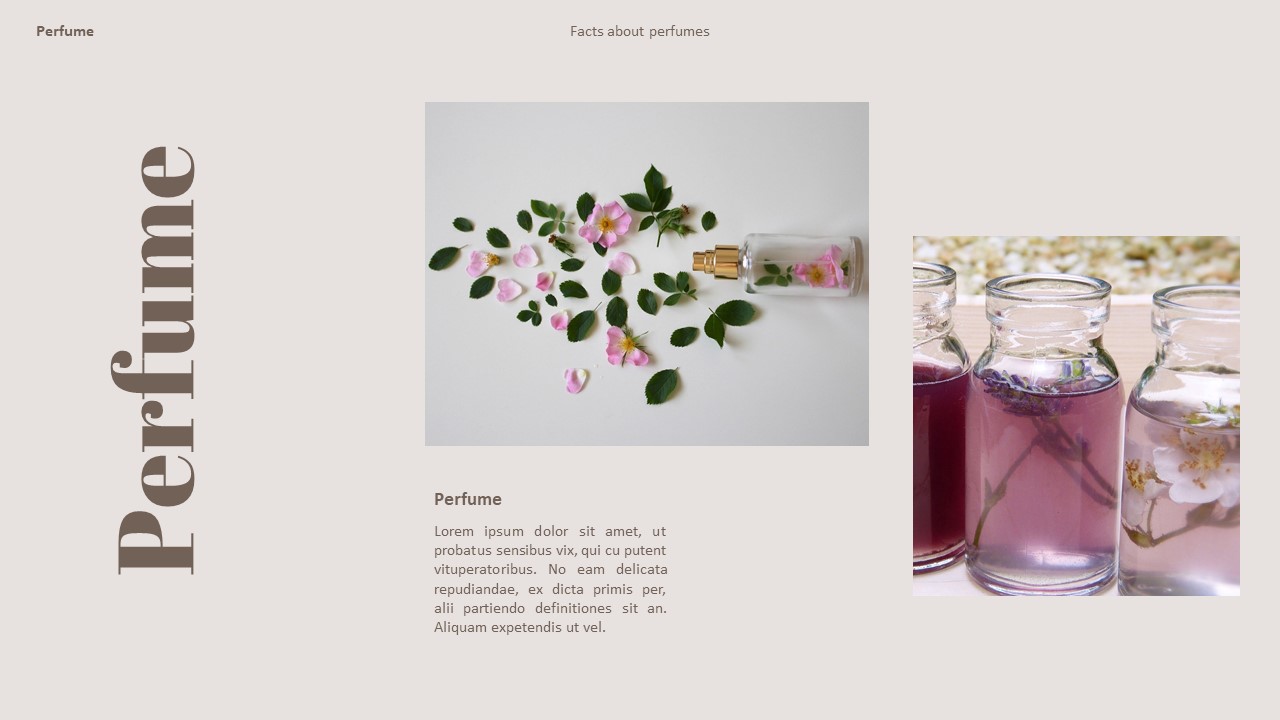 Perfume
Facts about perfumes
Perfume
Perfume
Lorem ipsum dolor sit amet, ut
probatus sensibus vix, qui cu putent
vituperatoribus. No eam delicata
repudiandae, ex dicta primis per,
alii partiendo definitiones sit an.
Aliquam expetendis ut vel.